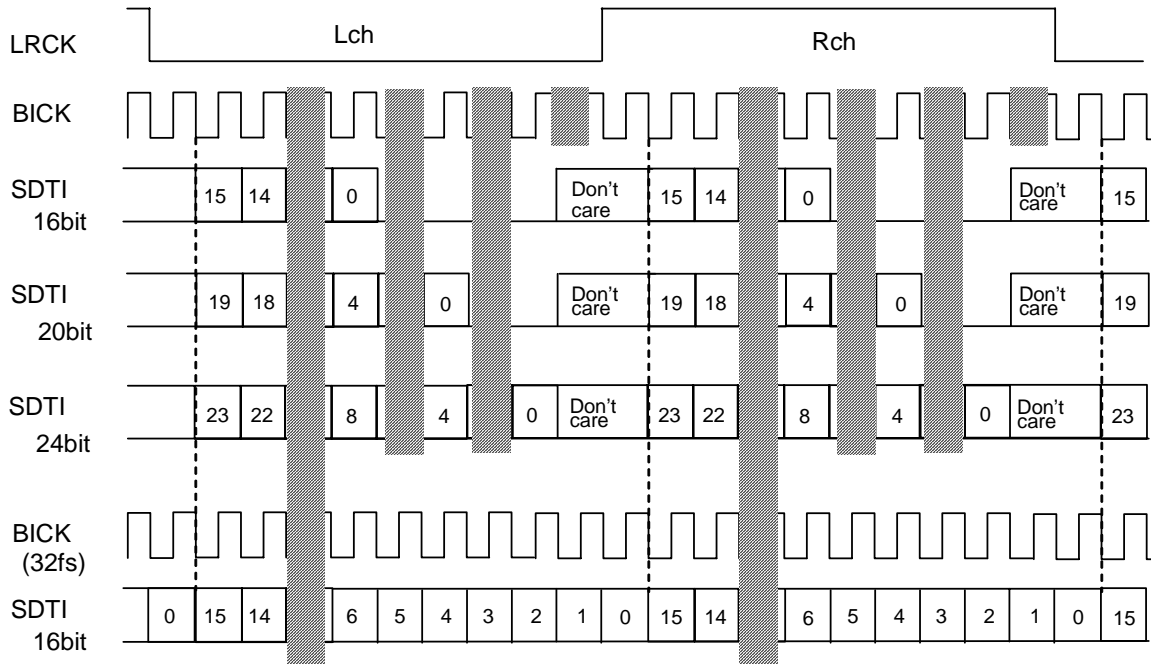 LRCK Lch Rch
BICK
SDTI 15 14 0 Don't 15 14 0 Don't 15
care care
16bit
SDTI 19 18 4 0 Don't 19 18 4 0 Don't 19
care care
20bit
SDTI 23 22 8 4 0 Don't 23 22 8 4 0 Don't 23
care care
24bit
BICK
(32fs)
SDTI 0 15 14 6 5 4 3 2 1 0 15 14 6 5 4 3 2 1 0 15
16bit